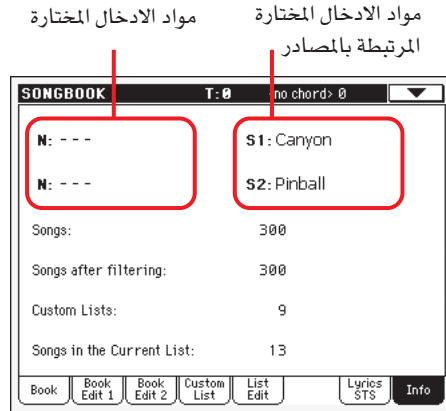 مواد الادخال المختارة
مواد الادخال المختارة
المرتبطة بالمصادر
SONGBOOK T:0 <no chord> 0
N: --- S1: Canyon
N: --- S2: Pinball
Songs: 300
Songs after filtering: 300
Custom Lists: 9
Songs in the Current List: 13
Book Book Edit 1 Book Edit 2 Custom List List Edit Lyrics STS Info